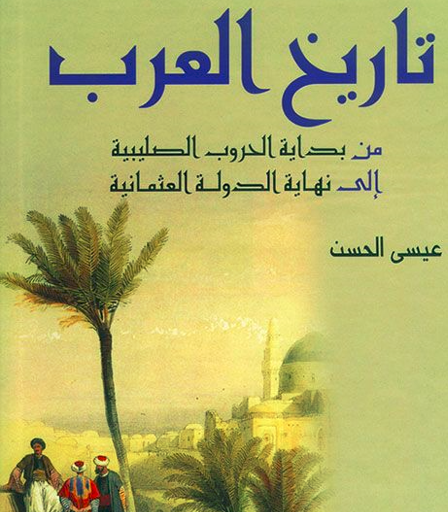 تاريخ العرب
من بداية الحروب الصليبية
إلى نهاية الدولة العثمانية
عيسى الحسن